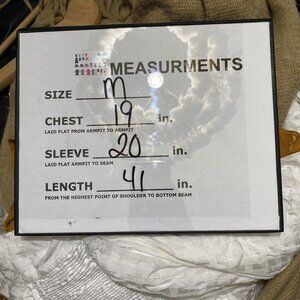 MEASURMENTS
SIZE M
CHEST 19 in.
LAID FLAT FROM ARMPIT TO ARMPIT
SLEEVE 20 in.
LAID FLAT ARMPIT TO SEAM
LENGTH 41 in.
FROM THE HIGHEST POINT OF SHOULDER TO BOTTOM SEAM